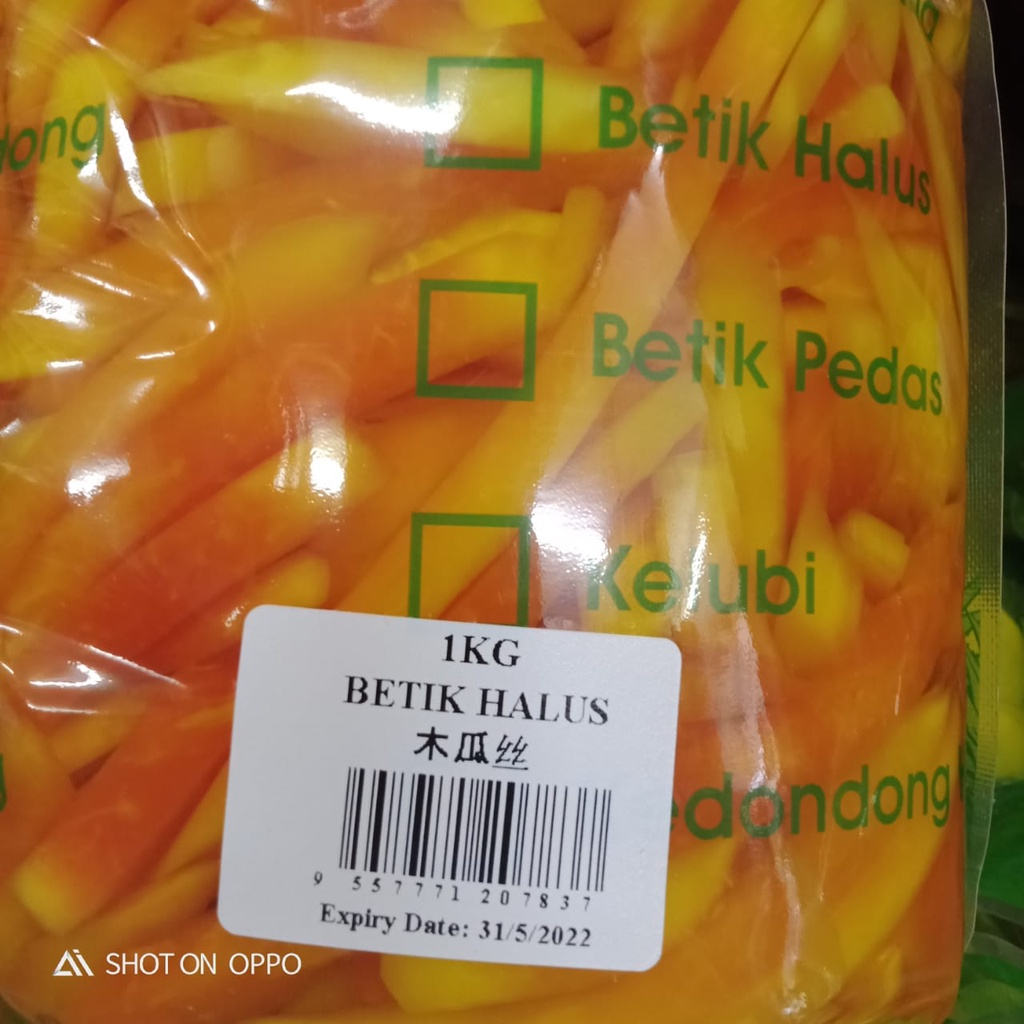 Betik Halus
Betik Pedas
Kelubi
1KG
BETIK HALUS
木瓜丝
9 557771 207837
Expiry Date: 31/5/2022
edondong
dong
SHOT ON OPPO